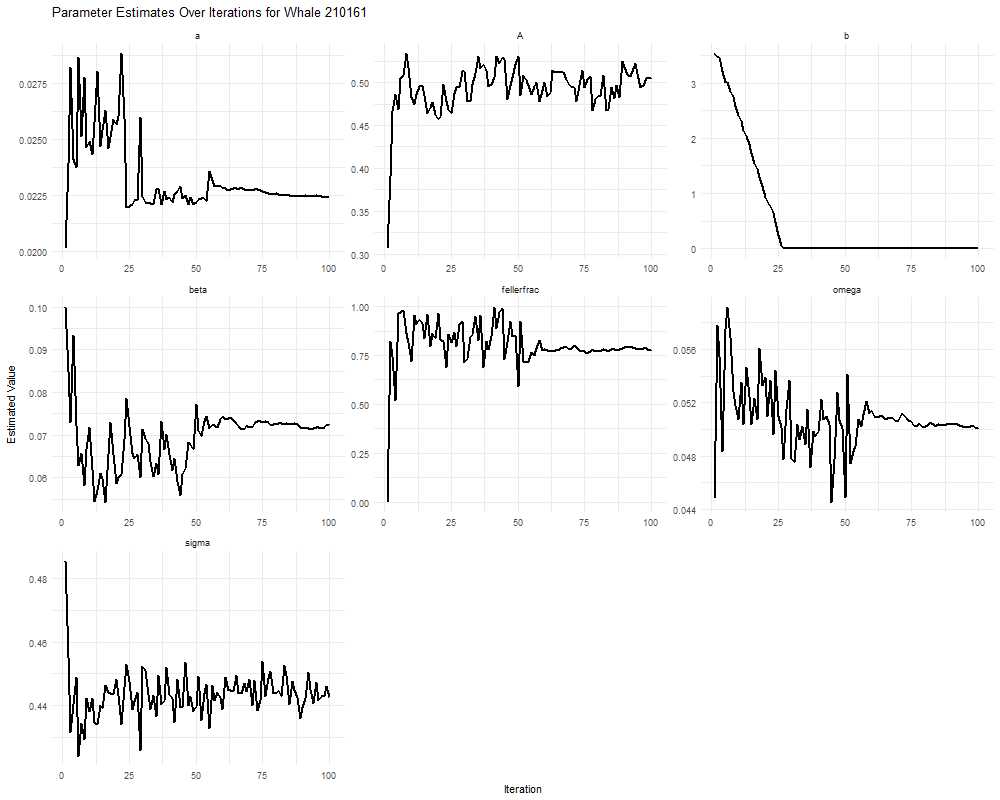 Parameter Estimates Over Iterations for Whale 210161
a
A
b
0.0275
0.0250
0.0225
0.0200
0 25 50 75 100
0.50
0.45
0.40
0.35
0.30
0 25 50 75 100
3
2
1
0
0 25 50 75 100
beta
fellerfrac
omega
0.10
0.09
0.08
0.07
0.06
0 25 50 75 100
1.00
0.75
0.50
0.25
0.00
0 25 50 75 100
0.056
0.052
0.048
0.044
0 25 50 75 100
Estimated Value
sigma
0.48
0.46
0.44
0 25 50 75 100
Iteration